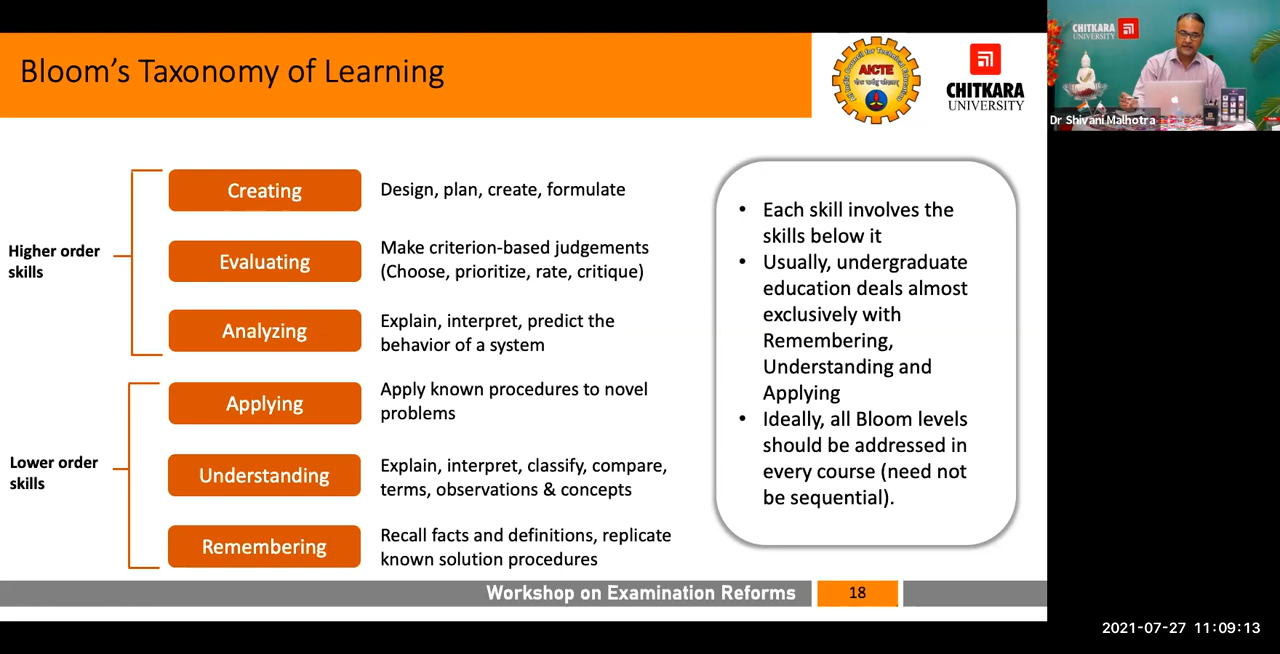 Bloom's Taxonomy of Learning
AICTE
CHITKARA
UNIVERSITY
CHITKARA
UNIVERSITY
Dr Shivani Malhotra
Higher order
skills
Creating
Design, plan, create, formulate
Evaluating
Make criterion-based judgements
(Choose, prioritize, rate, critique)
Analyzing
Explain, interpret, predict the
behavior of a system
Lower order
skills
Applying
Apply known procedures to novel
problems
Understanding
Explain, interpret, classify, compare,
terms, observations & concepts
Remembering
Recall facts and definitions, replicate
known solution procedures
• Each skill involves the
skills below it
• Usually, undergraduate
education deals almost
exclusively with
Remembering,
Understanding and
Applying
• Ideally, all Bloom levels
should be addressed in
every course (need not
be sequential).
Workshop on Examination Reforms
18
2021-07-27 11:09:13